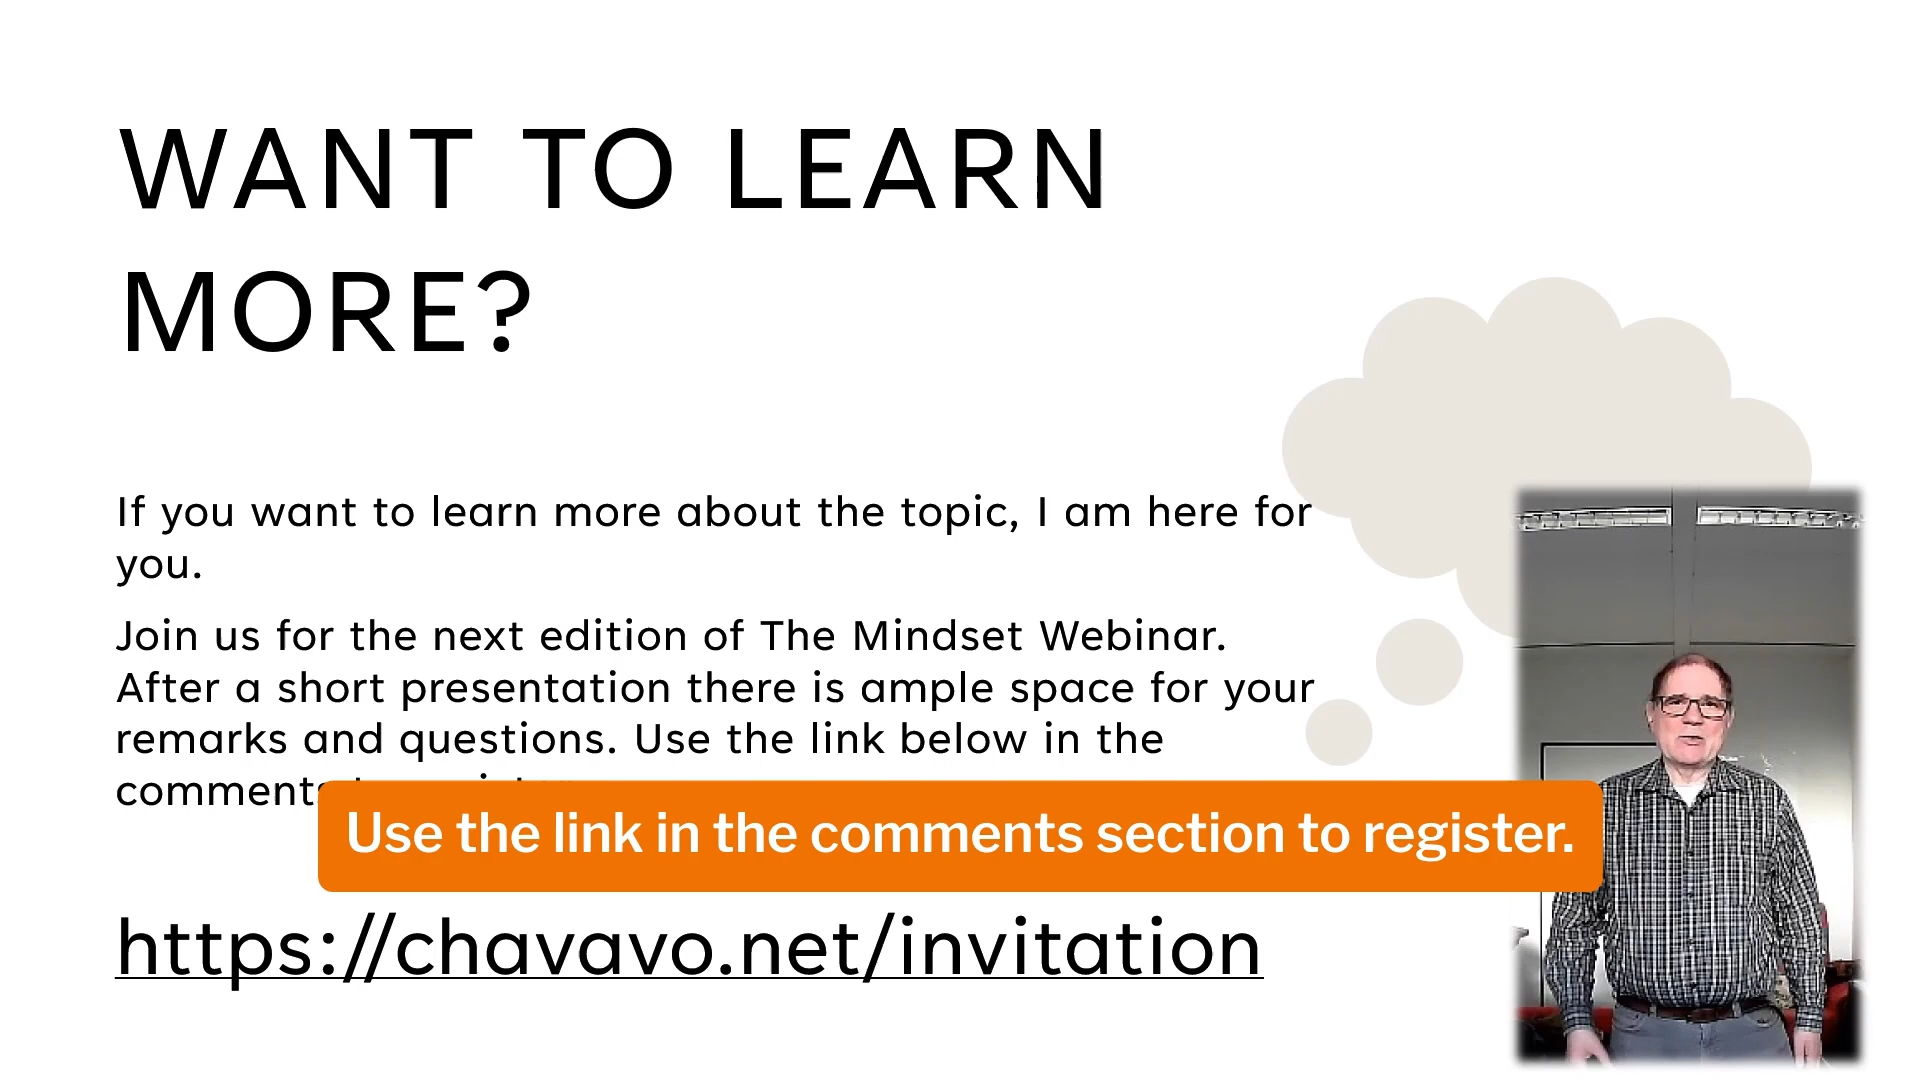 WANT TO LEARN
MORE?
If you want to learn more about the topic, I am here for
you.
Join us for the next edition of The Mindset Webinar.
After a short presentation there is ample space for your
remarks and questions. Use the link below in the
comments
Use the link in the comments section to register.
https://chavavo.net/invitation